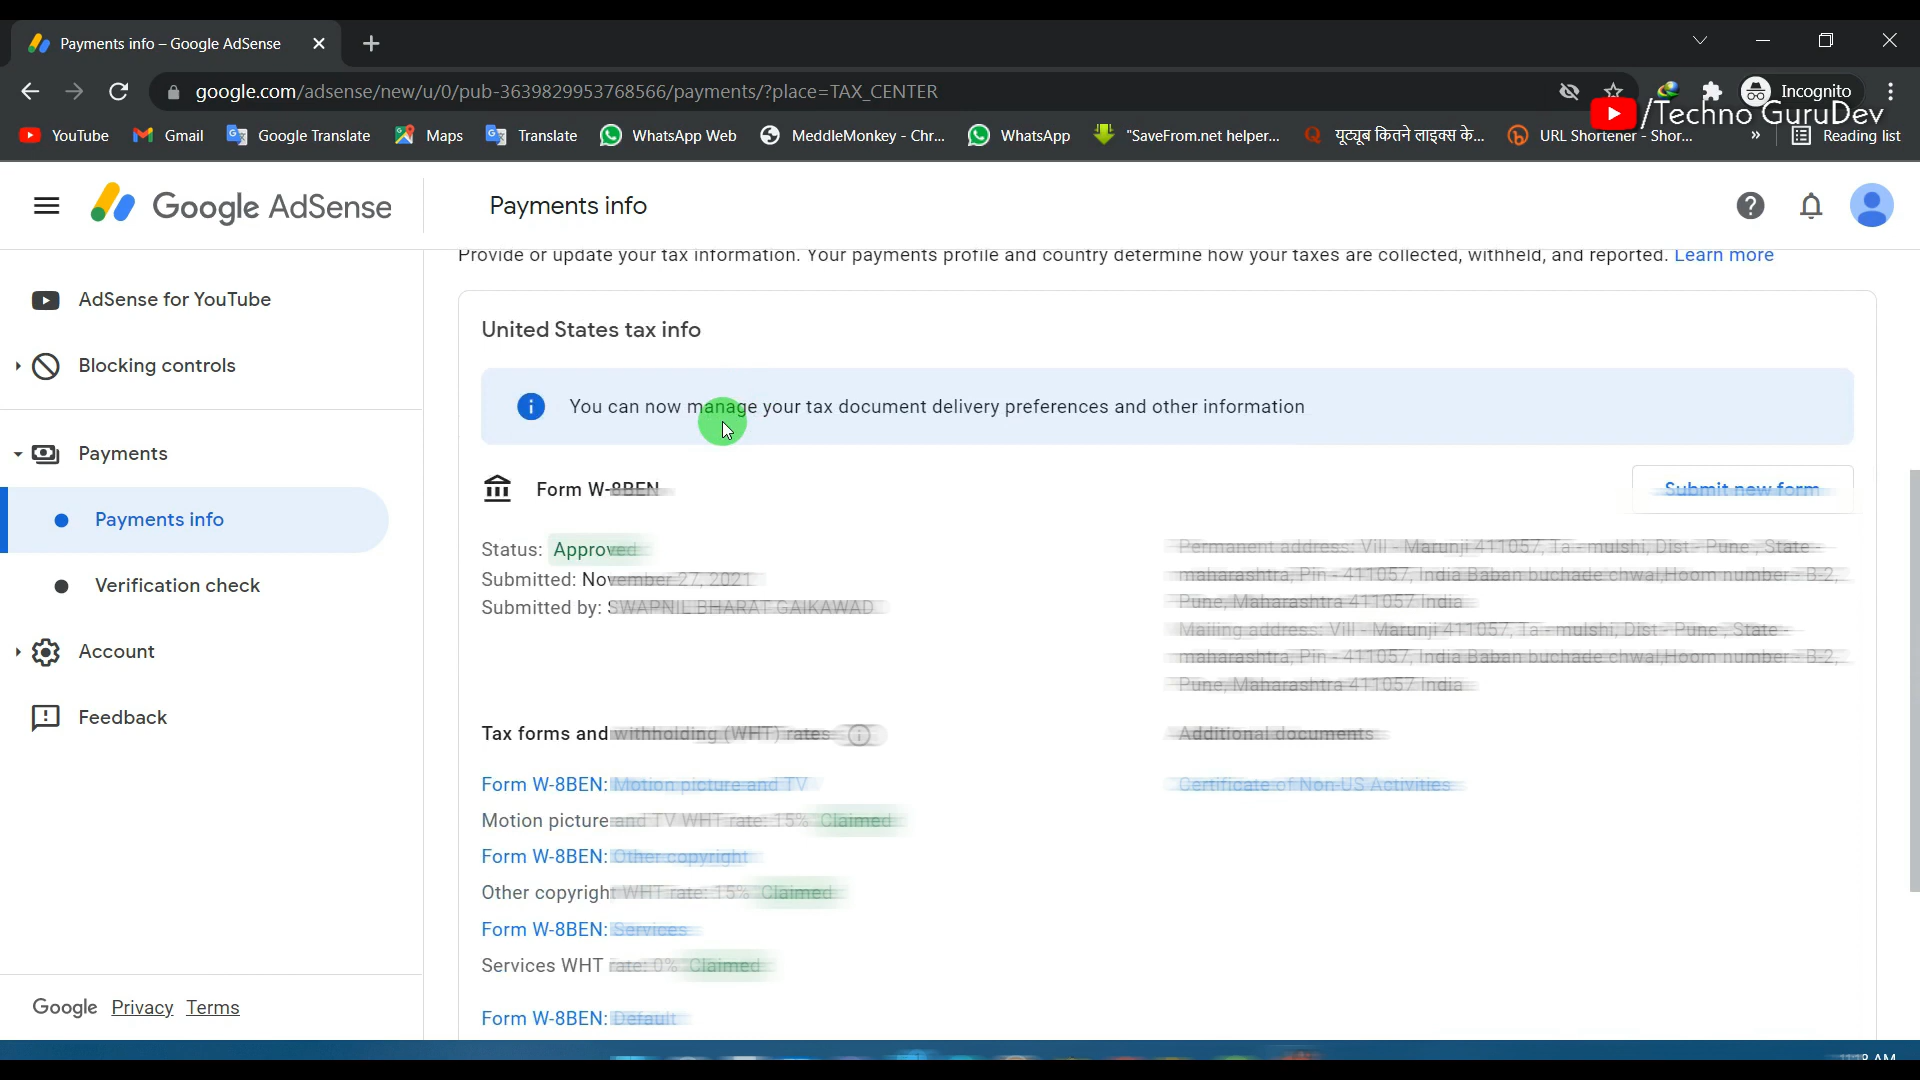 Payments info – Google AdSense
google.com/adsense/new/u/0/pub-3639829953768566/payments/?place=TAX_CENTER
Incognito
/Techno GuruDev
YouTube Gmail Google Translate Maps Translate WhatsApp Web MeddleMonkey - Chr... WhatsApp "SaveFrom.net helper... यूट्यूब कितने लाइक्स के... URL Shortener - Shor... » Reading list
Google AdSense
Payments info
AdSense for YouTube
Blocking controls
Payments
Payments info
Verification check
Account
Feedback
Google Privacy Terms
Provide or update your tax information. Your payments profile and country determine how your taxes are collected, withheld, and reported. Learn more
United States tax info
You can now manage your tax document delivery preferences and other information
Form W-8BEN
Submit new form
Status: Approved
Submitted: November 27, 2021
Submitted by:
Tax forms and withholding (WHT) rates
Additional documents
Form W-8BEN: Motion picture and TV
Certificate of Non-US Activities
Motion picture and TV WHT rate: 15% Claimed
Form W-8BEN: Other copyright
Other copyright WHT rate: 15% Claimed
Form W-8BEN: Services
Services WHT rate: 0% Claimed
Form W-8BEN: Default